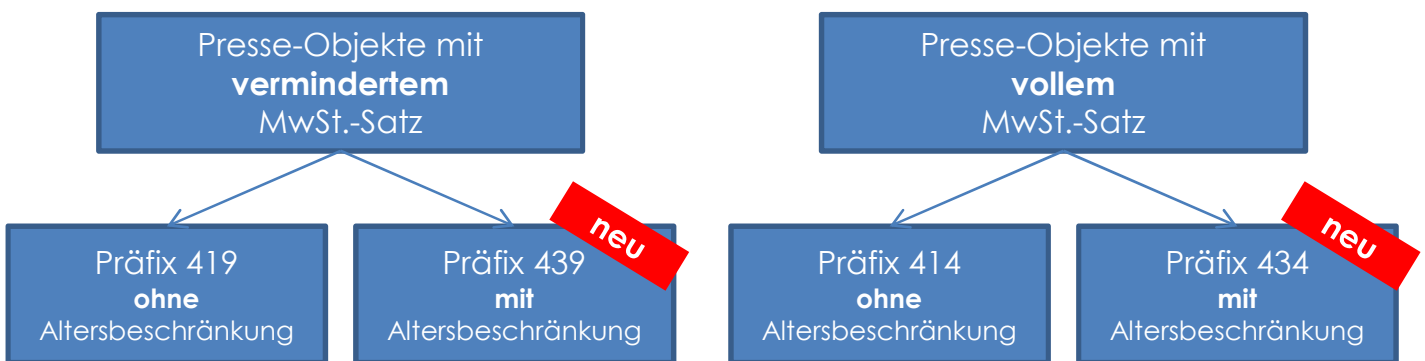 Presse-Objekte mit
vermindertem
MwSt.-Satz
Presse-Objekte mit
vollem
MwSt.-Satz
Präfix 419
ohne
Altersbeschränkung
Präfix 439
mit
Altersbeschränkung
neu
Präfix 414
ohne
Altersbeschränkung
Präfix 434
mit
Altersbeschränkung
neu